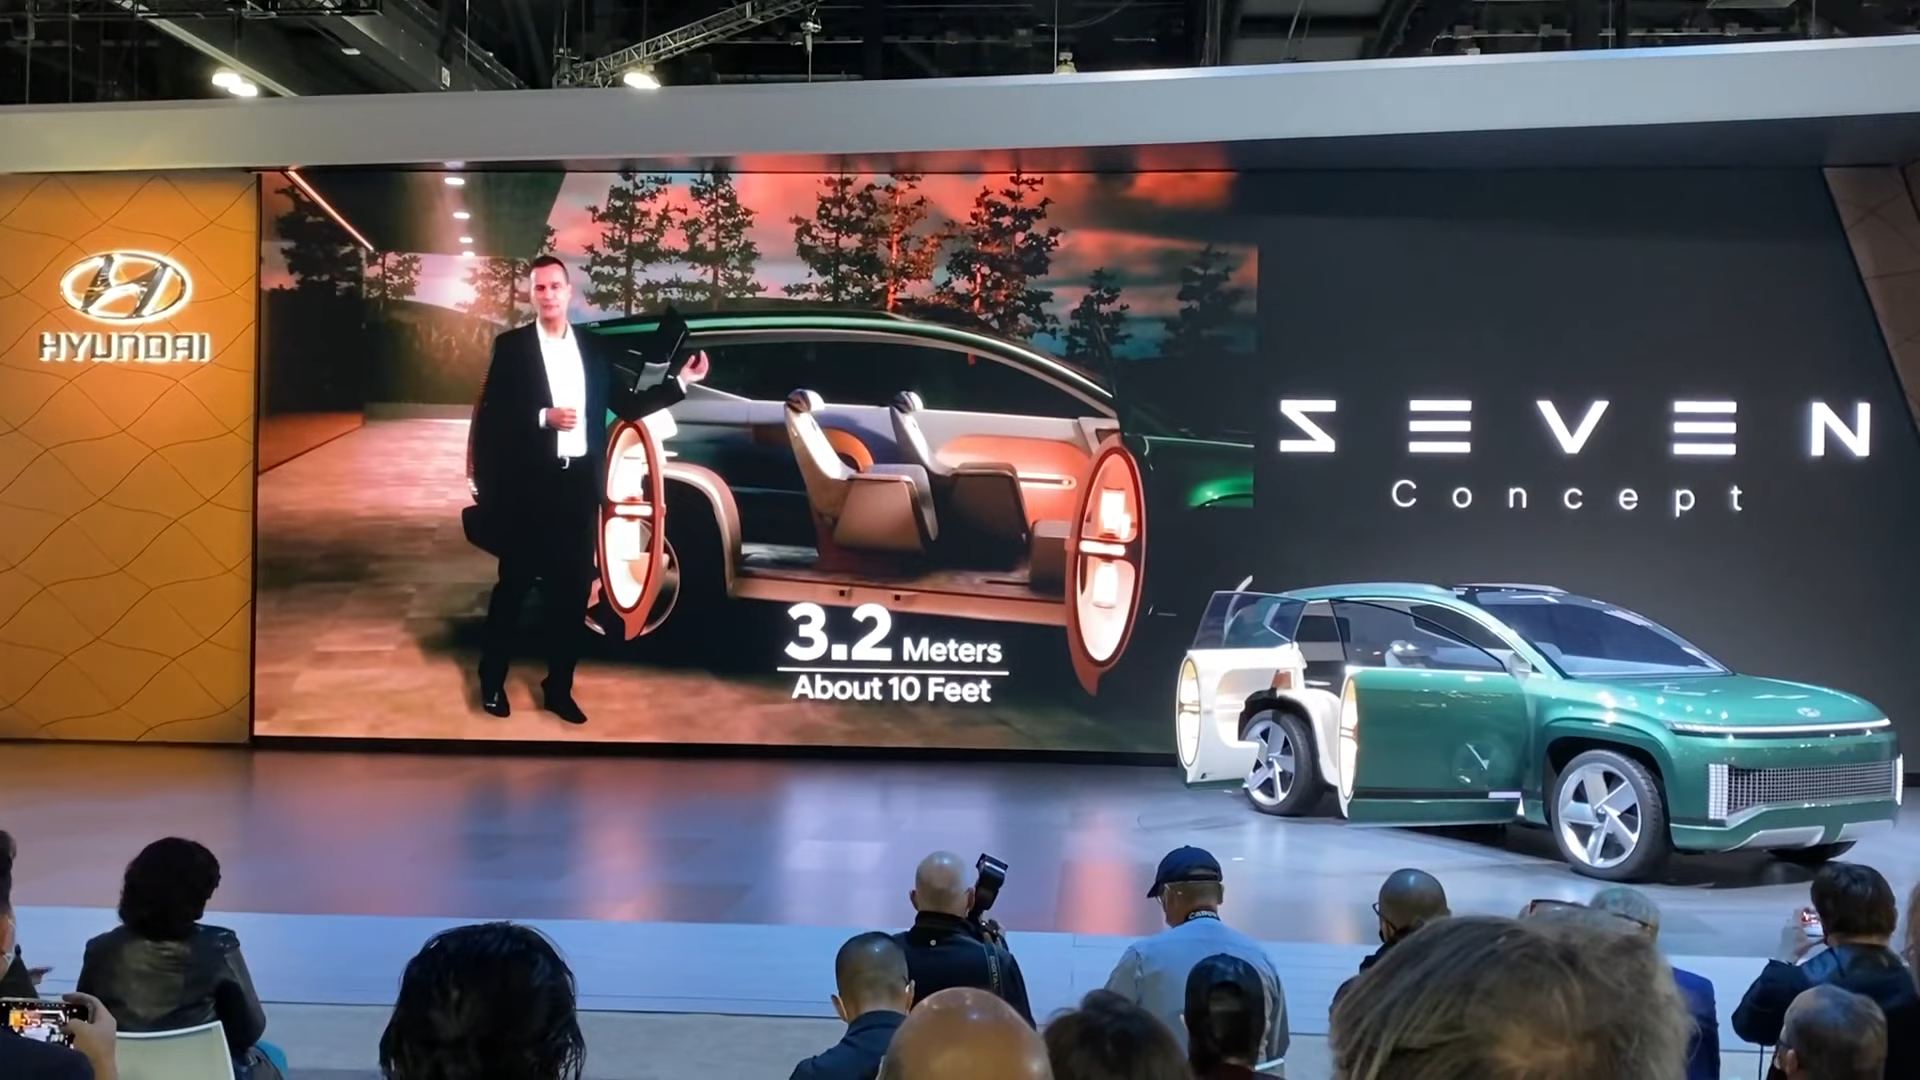 HYUNDAI
SEVEN
Concept
3.2 Meters
About 10 Feet